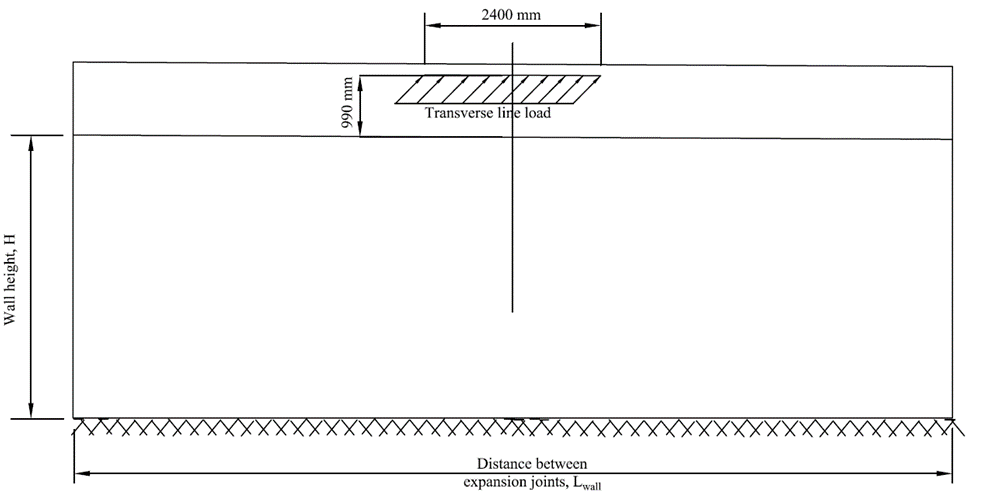 2400 mm
990 mm
Transverse line load
Wall height, H
Distance between
expansion joints, Lwall